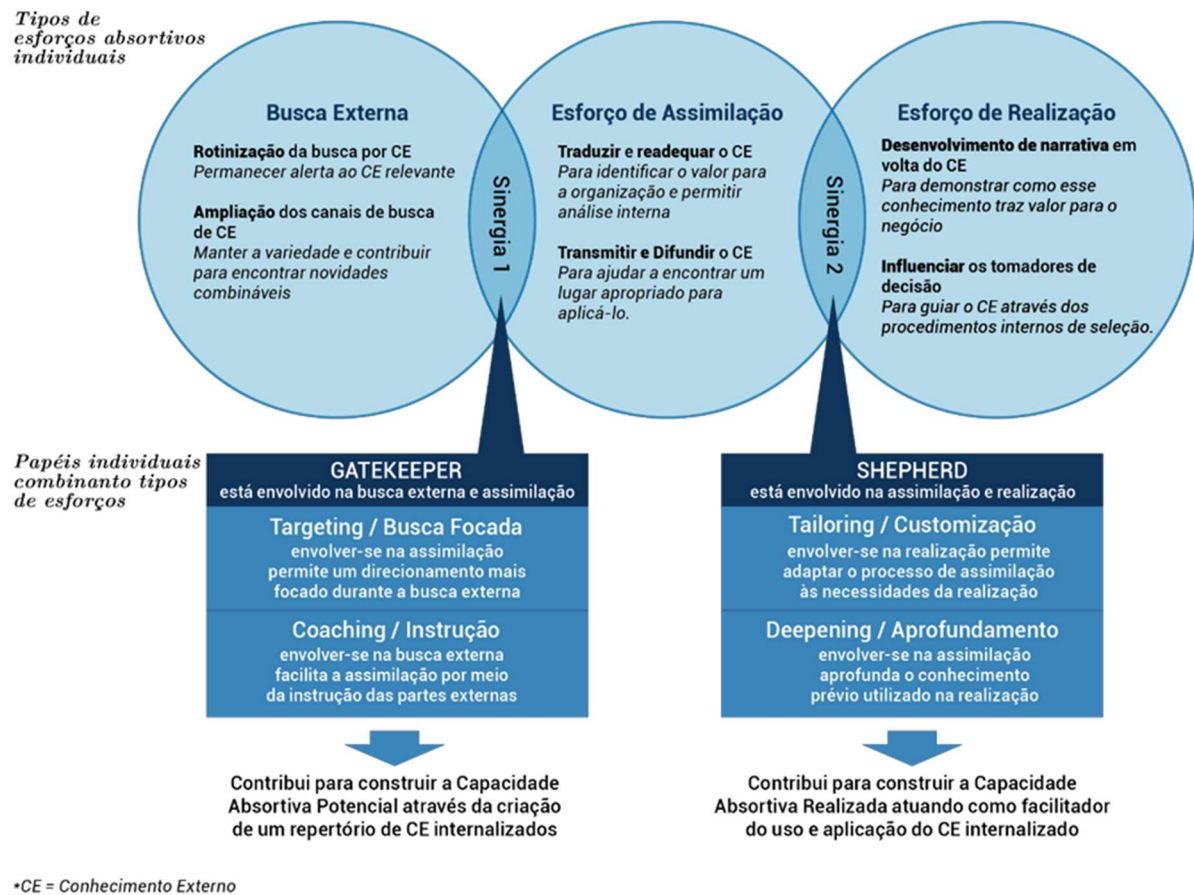 Tipos de
esforços absortivos
individuais
Busca Externa
Rotinização da busca por CE
Permanecer alerta ao CE relevante
Ampliação dos canais de busca
de CE
Manter a variedade e contribuir
para encontrar novidades
combináveis
Sinergia 1
Esforço de Assimilação
Traduzir e readequar o CE
Para identificar o valor para
a organização e permitir
análise interna
Transmitir e Difundir o CE
Para ajudar a encontrar um
lugar apropriado para
aplicá-lo.
Sinergia 2
Esforço de Realização
Desenvolvimento de narrativa em
volta do CE
Para demonstrar como esse
conhecimento traz valor para o
negócio
Influenciar os tomadores de
decisão
Para guiar o CE através dos
procedimentos internos de seleção.
Papéis individuais
combinanto tipos
de esforços
GATEKEEPER
está envolvido na busca externa e assimilação
Targeting / Busca Focada
envolver-se na assimilação
permite um direcionamento mais
focado durante a busca externa
Coaching / Instrução
envolver-se na busca externa
facilita a assimilação por meio
da instrução das partes externas
Contribui para construir a Capacidade
Absortiva Potencial através da criação
de um repertório de CE internalizados
SHEPHERD
está envolvido na assimilação e realização
Tailoring / Customização
envolver-se na realização permite
adaptar o processo de assimilação
às necessidades da realização
Deepening / Aprofundamento
envolver-se na assimilação
aprofunda o conhecimento
prévio utilizado na realização
Contribui para construir a Capacidade
Absortiva Realizada atuando como facilitador
do uso e aplicação do CE internalizado
*CE = Conhecimento Externo